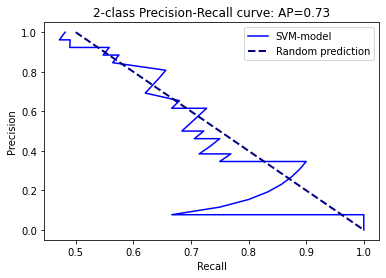 2-class Precision-Recall curve: AP=0.73
SVM-model
Random prediction
Precision
1.0
0.8
0.6
0.4
0.2
0.0
0.5 0.6 0.7 0.8 0.9 1.0
Recall